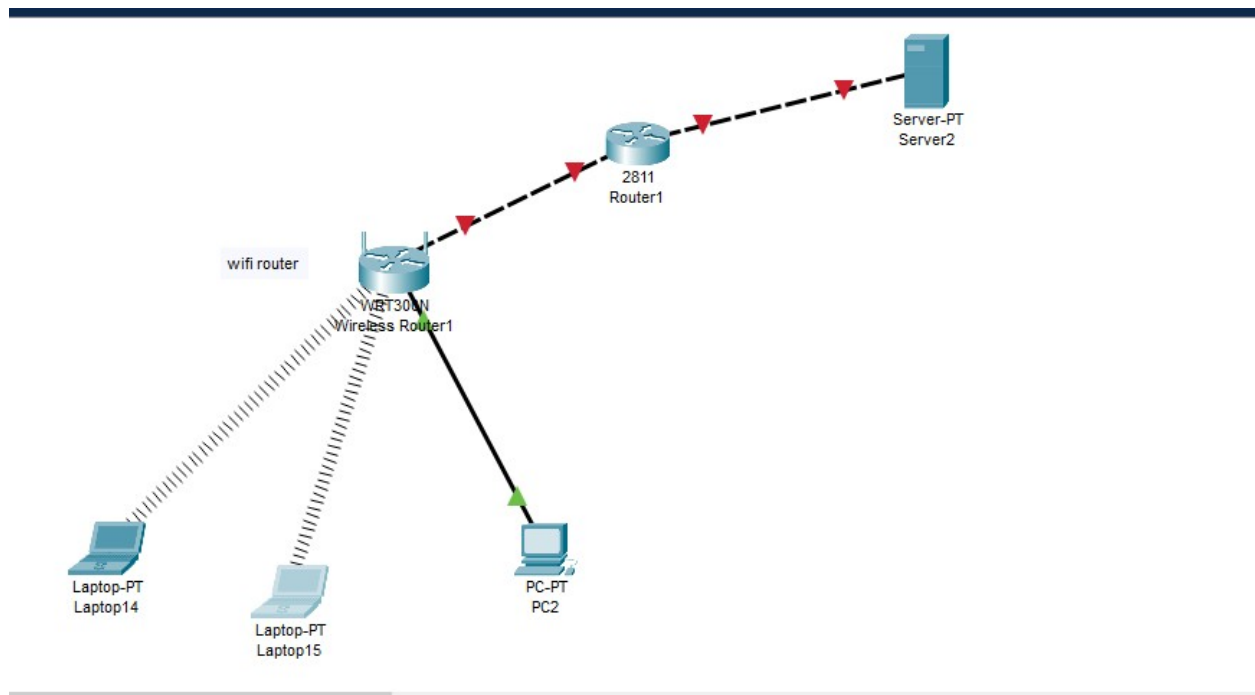 Server-PT
Server2
2811
Router1
wifi router
WRT300N
Wireless Router1
Laptop-PT
Laptop14
Laptop-PT
Laptop15
PC-PT
PC2